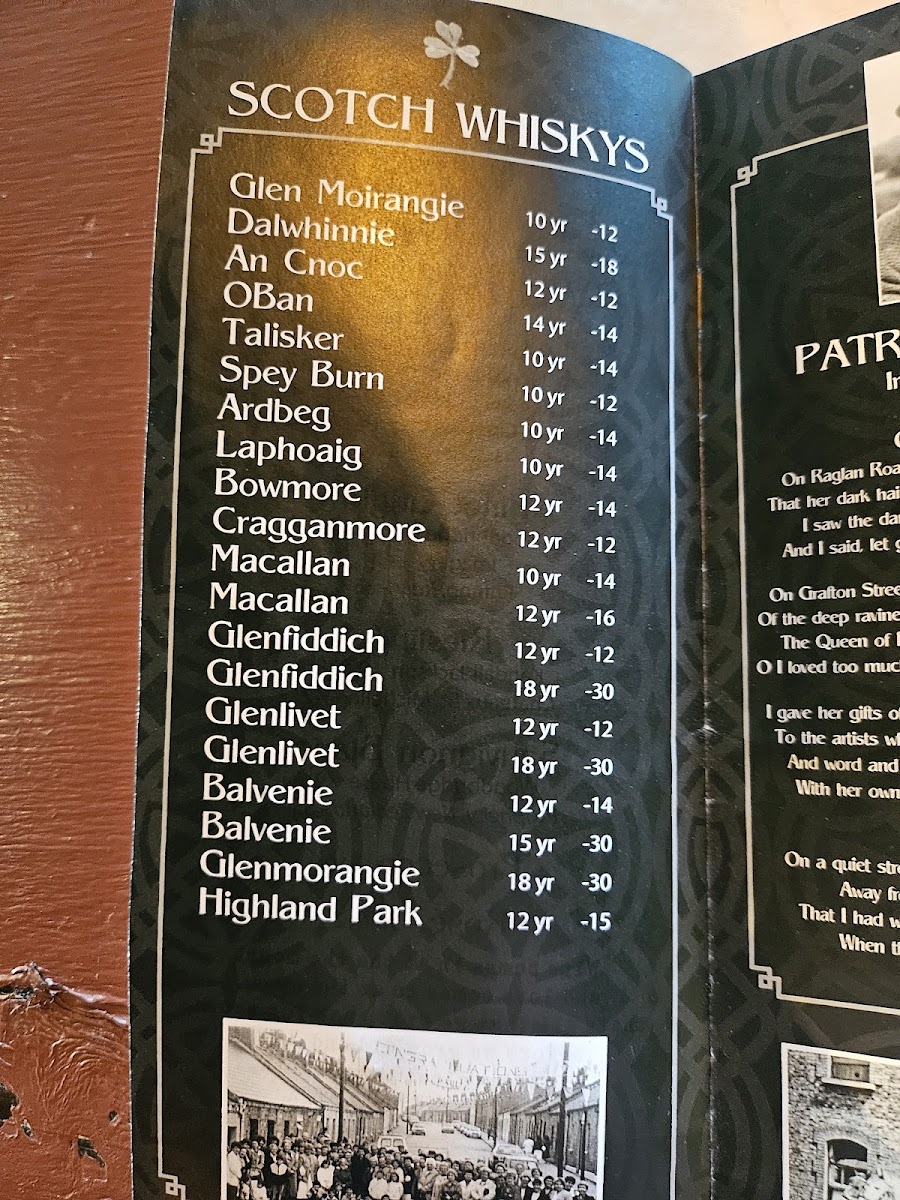 SCOTCH WHISKYS
Glen Moirangie 10 yr -12
Dalwhinnie 15 yr -18
An Cnoc 12 yr -12
OBan 14 yr -14
Talisker 10 yr -14
Spey Burn 10 yr -12
Ardbeg 10 yr -14
Laphoaig 10 yr -14
Bowmore 12 yr -14
Cragganmore 12 yr -12
Macallan 10 yr -14
Macallan 12 yr -16
Glenfiddich 12 yr -12
Glenfiddich 18 yr -30
Glenlivet 12 yr -12
Glenlivet 18 yr -30
Balvenie 12 yr -14
Balvenie 15 yr -30
Glenmorangie 18 yr -30
Highland Park 12 yr -15
PATR
On Raglan Roa
That her dark hai
I saw the da
And I said, let
On Grafton Stree
Of the deep ravine
The Queen of
O I loved too muc
I gave her gifts o
To the artists w
And word and
With her own
On a quiet stre
Away fr
That I had w
When th